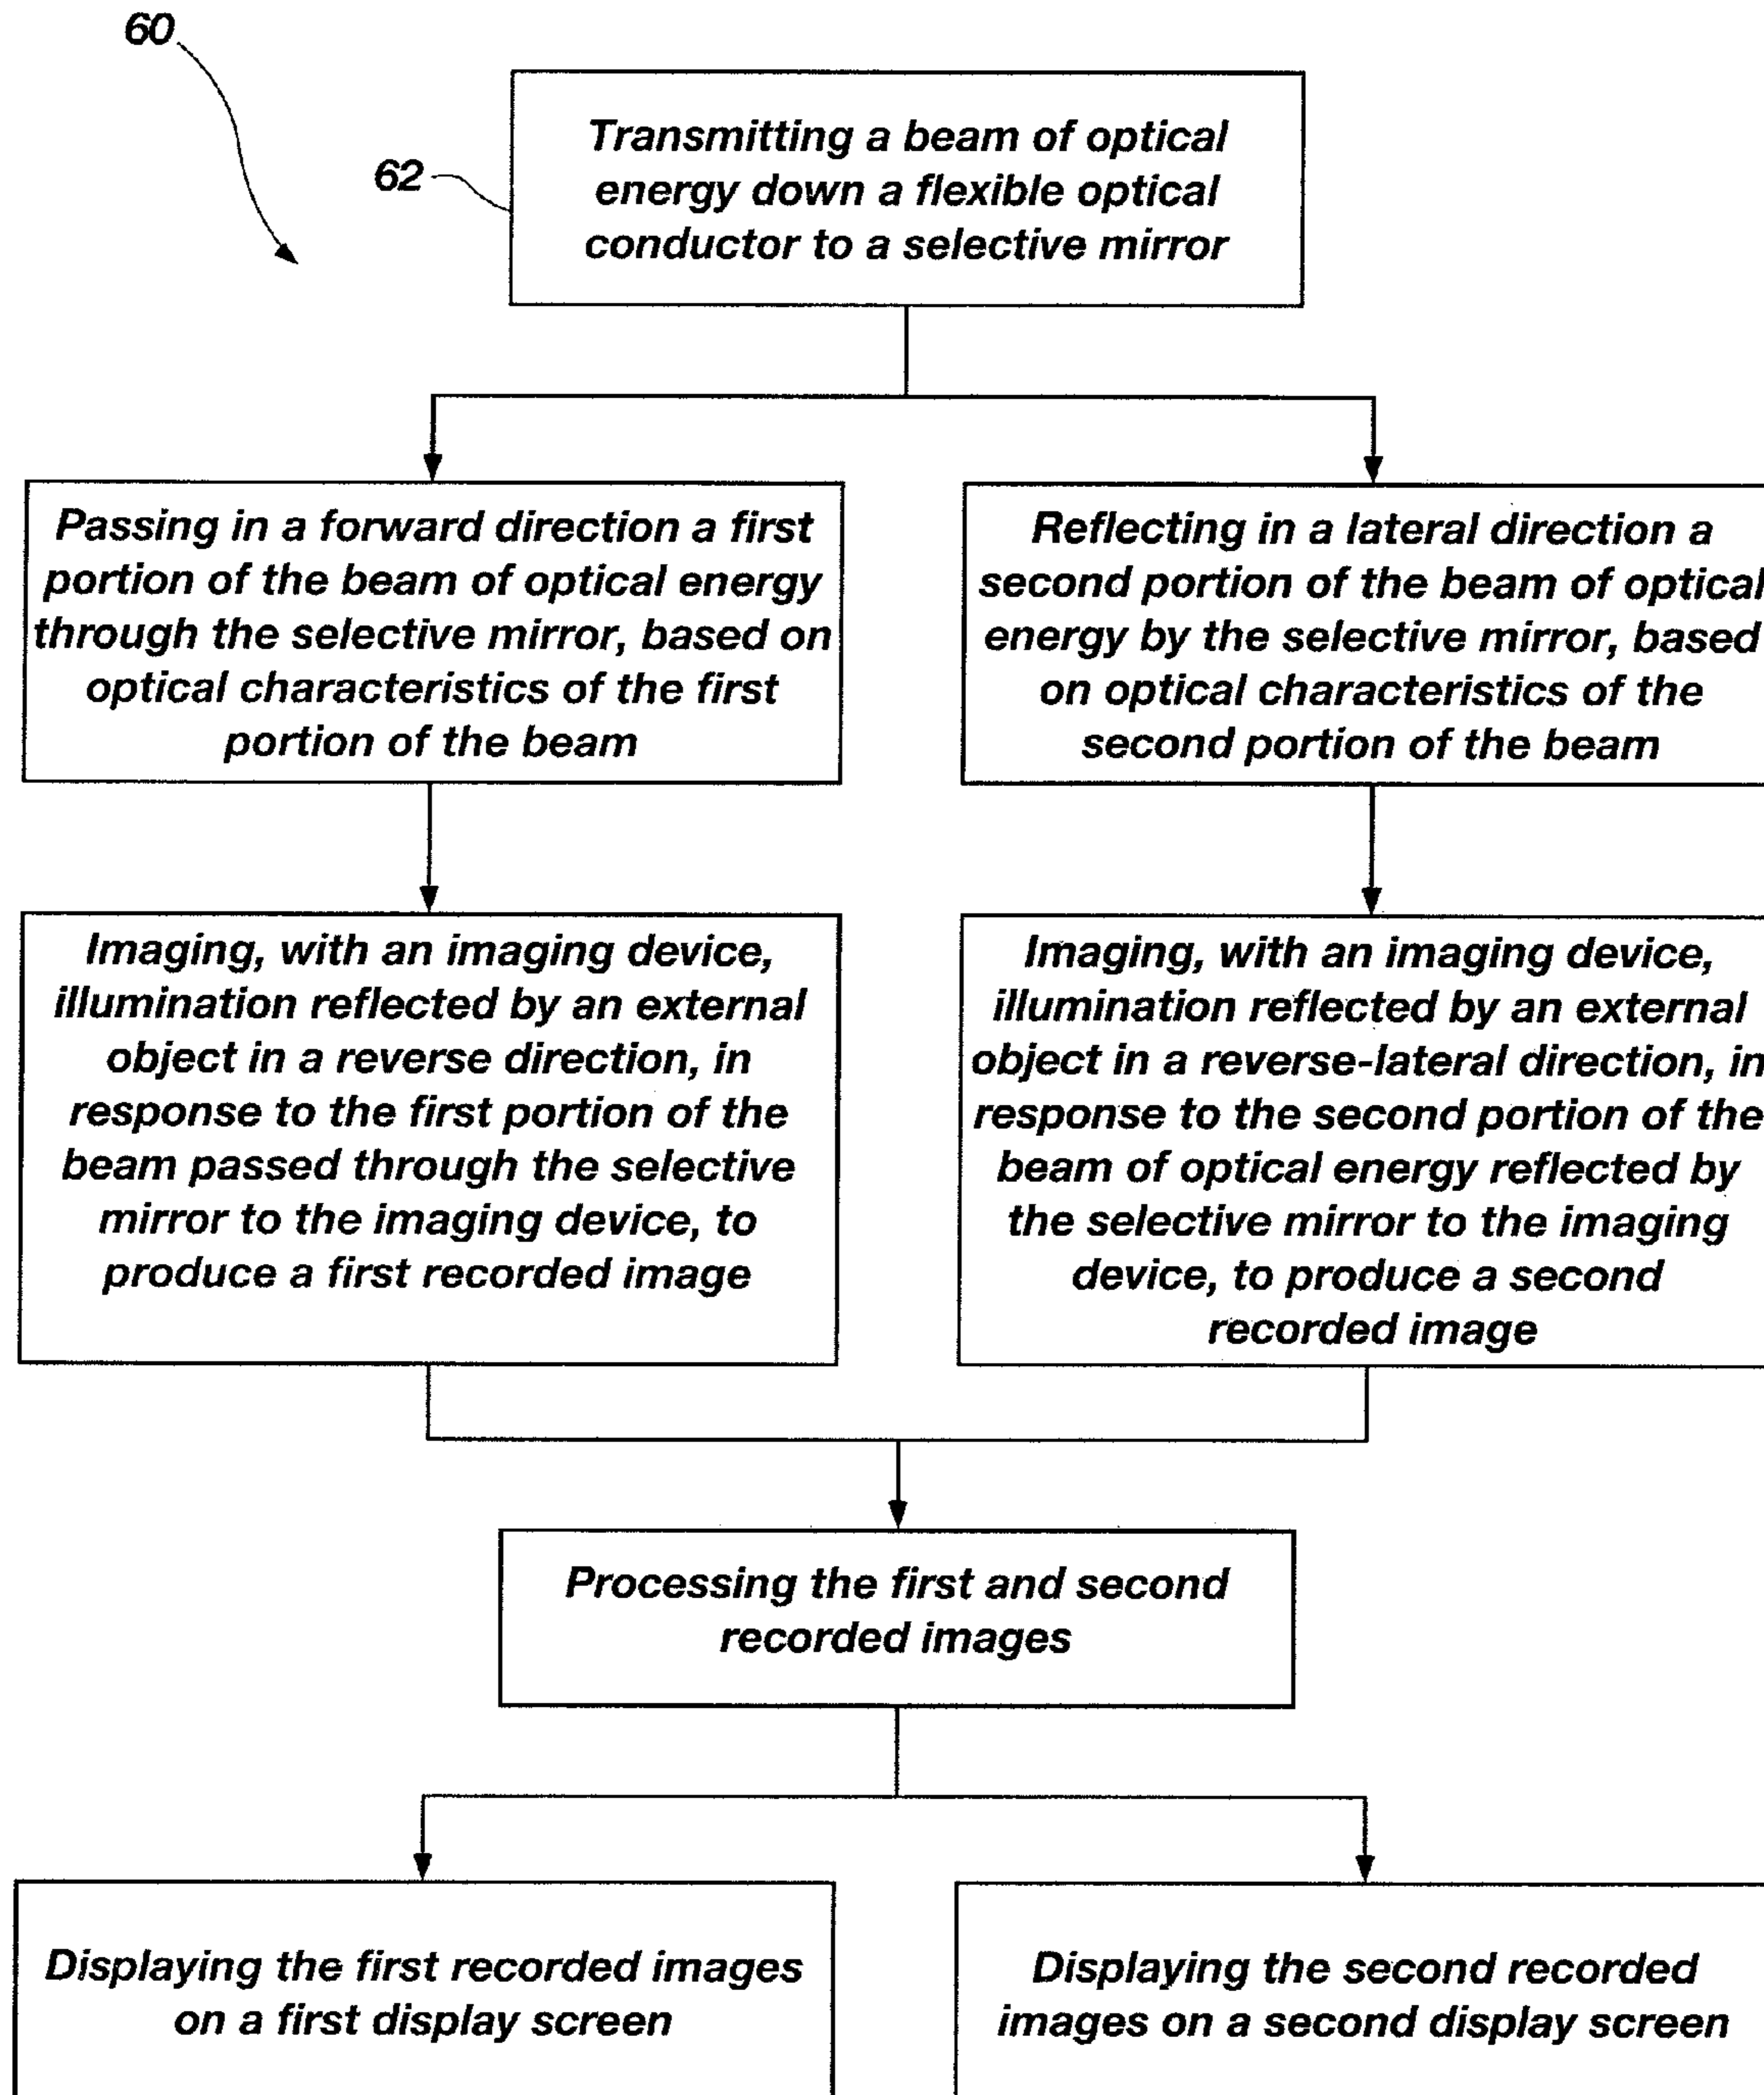 60
62
Transmitting a beam of optical
energy down a flexible optical
conductor to a selective mirror
Passing in a forward direction a first
portion of the beam of optical energy
through the selective mirror, based on
optical characteristics of the first
portion of the beam
Reflecting in a lateral direction a
second portion of the beam of optical
energy by the selective mirror, based
on optical characteristics of the
second portion of the beam
Imaging, with an imaging device,
illumination reflected by an external
object in a reverse direction, in
response to the first portion of the
beam passed through the selective
mirror to the imaging device, to
produce a first recorded image
Imaging, with an imaging device,
illumination reflected by an external
object in a reverse-lateral direction, in
response to the second portion of the
beam of optical energy reflected by
the selective mirror to the imaging
device, to produce a second
recorded image
Processing the first and second
recorded images
Displaying the first recorded images
on a first display screen
Displaying the second recorded
images on a second display screen